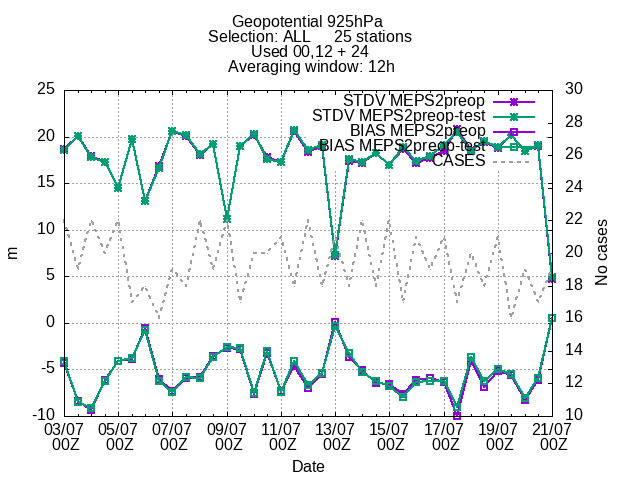 Geopotential 925hPa
Selection: ALL 25 stations
Used 00,12 + 24
Averaging window: 12h
25
20
15
10
5
0
-5
-10
m
30
28
26
24
22
20
18
16
14
12
10
No cases
STDV MEPS2preop
STDV MEPS2preop-test
BIAS MEPS2preop
BIAS MEPS2preop-test
CASES
03/07 05/07 07/07 09/07 11/07 13/07 15/07 17/07 19/07 21/07
00Z 00Z 00Z 00Z 00Z 00Z 00Z 00Z 00Z 00Z
Date